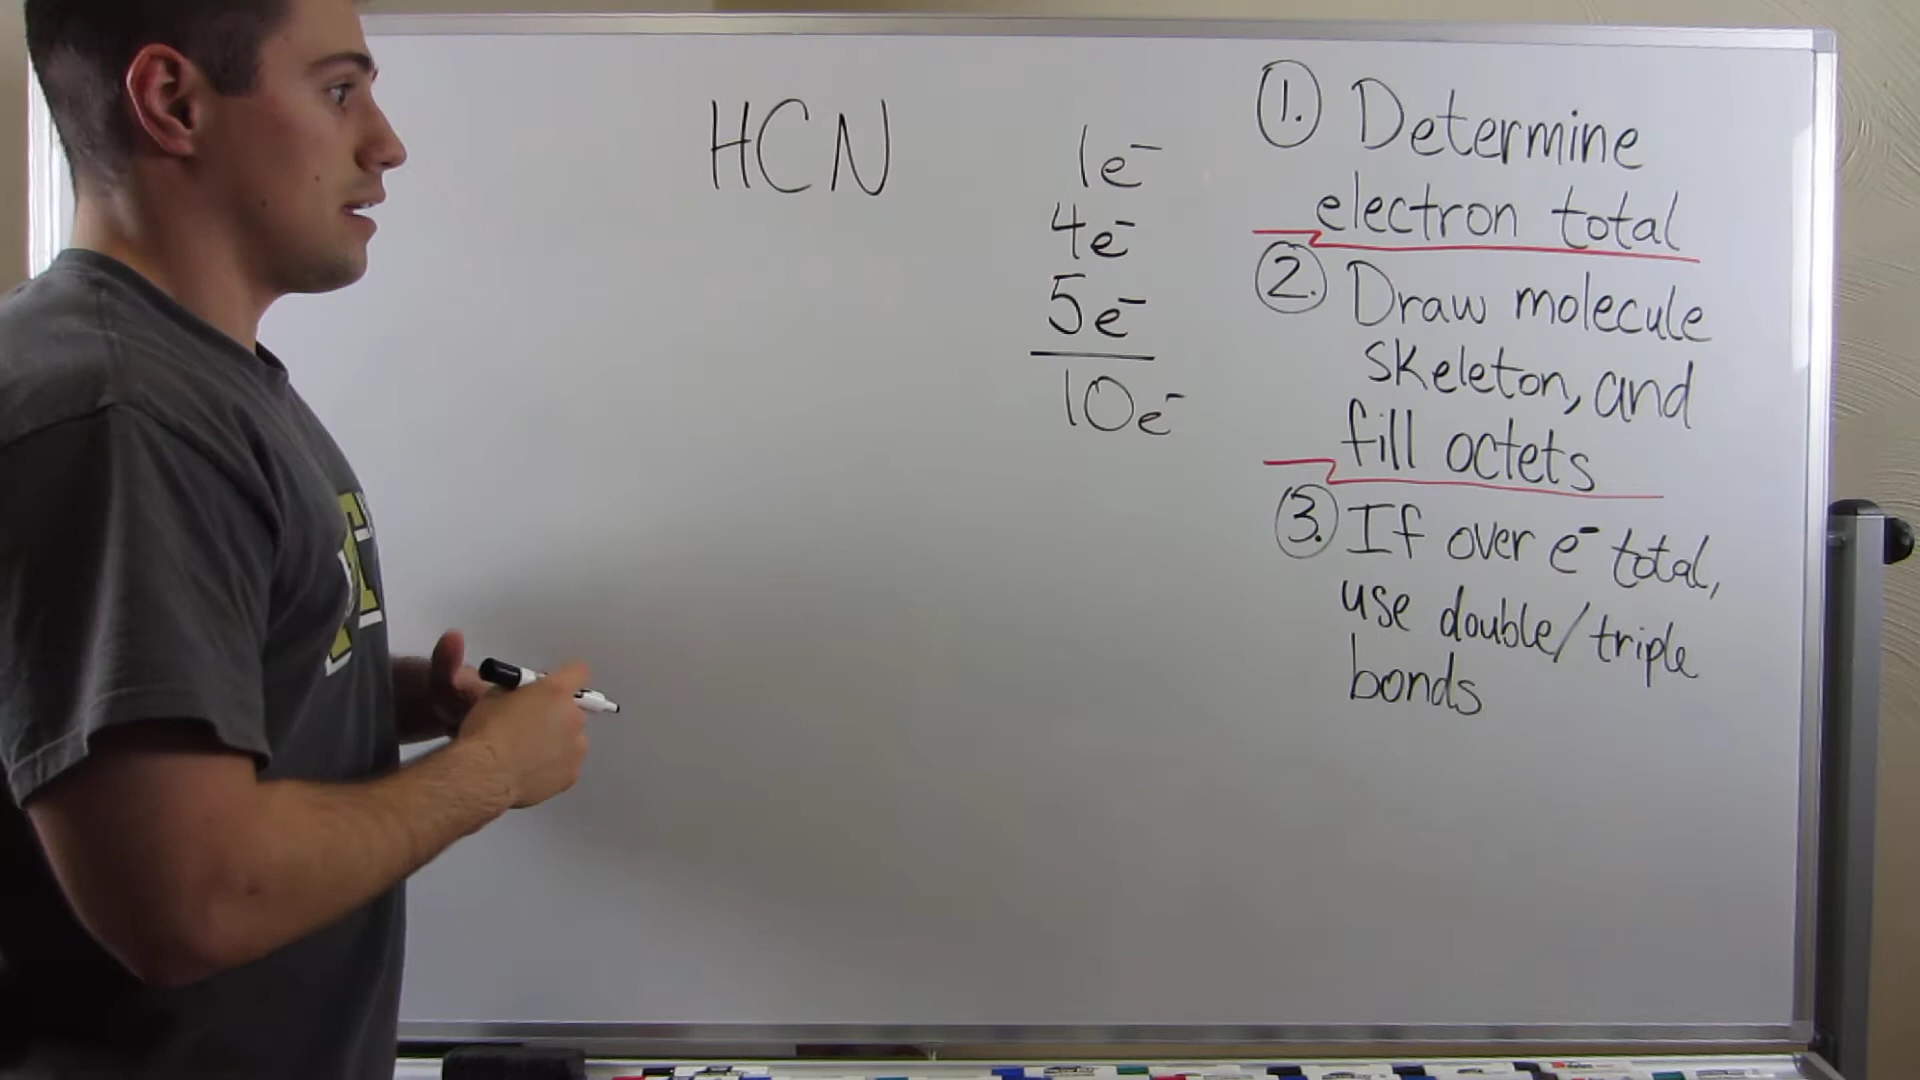 HCN
1e⁻
4e⁻
5e⁻
10e⁻
1. Determine
electron total
2. Draw molecule
skeleton, and
fill octets
3. If over e⁻ total,
use double/triple
bonds